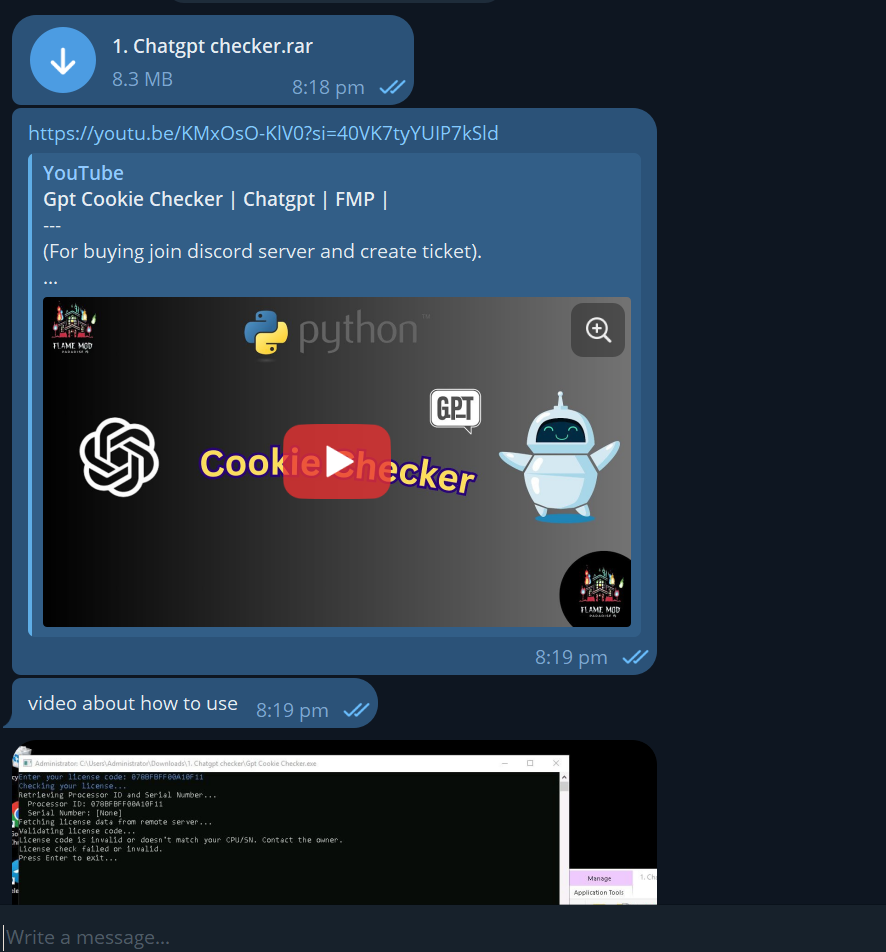 1. Chatgpt checker.rar
8.3 MB
8:18 pm
https://youtu.be/KMxOsO-KlV0?si=40VK7tyYUIP7kSld
YouTube
Gpt Cookie Checker | Chatgpt | FMP |
---
(For buying join discord server and create ticket).
...
FLAME MOD
PARADISE
python™
GPT
Cookie Checker
FLAME MOD
PARADISE
8:19 pm
video about how to use
8:19 pm
Administrator: C:\Users\Administrator\Downloads\1. Chatgpt checker\Gpt Cookie Checker.exe
Enter your license code: 078BFBFF00A10F11
Checking your license...
Retrieving Processor ID and Serial Number...
Processor ID: 078BFBFF00A10F11
Serial Number: [None]
Fetching license data from remote server...
Validating license code...
License code is invalid or doesn't match your CPU/SN. Contact the owner.
License check failed or invalid.
Press Enter to exit...
Manage
1. Ch
Application Tools
Write a message...